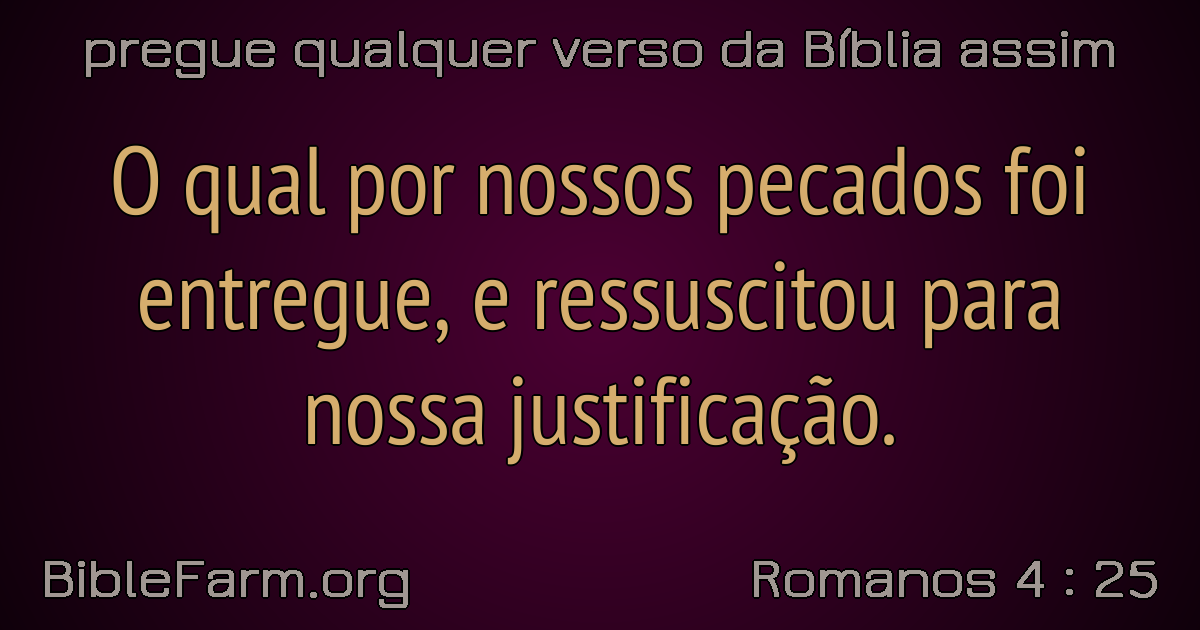 pregue qualquer verso da Bíblia assim
O qual por nossos pecados foi
entregue, e ressuscitou para
nossa justificação.
BibleFarm.org
Romanos 4 : 25